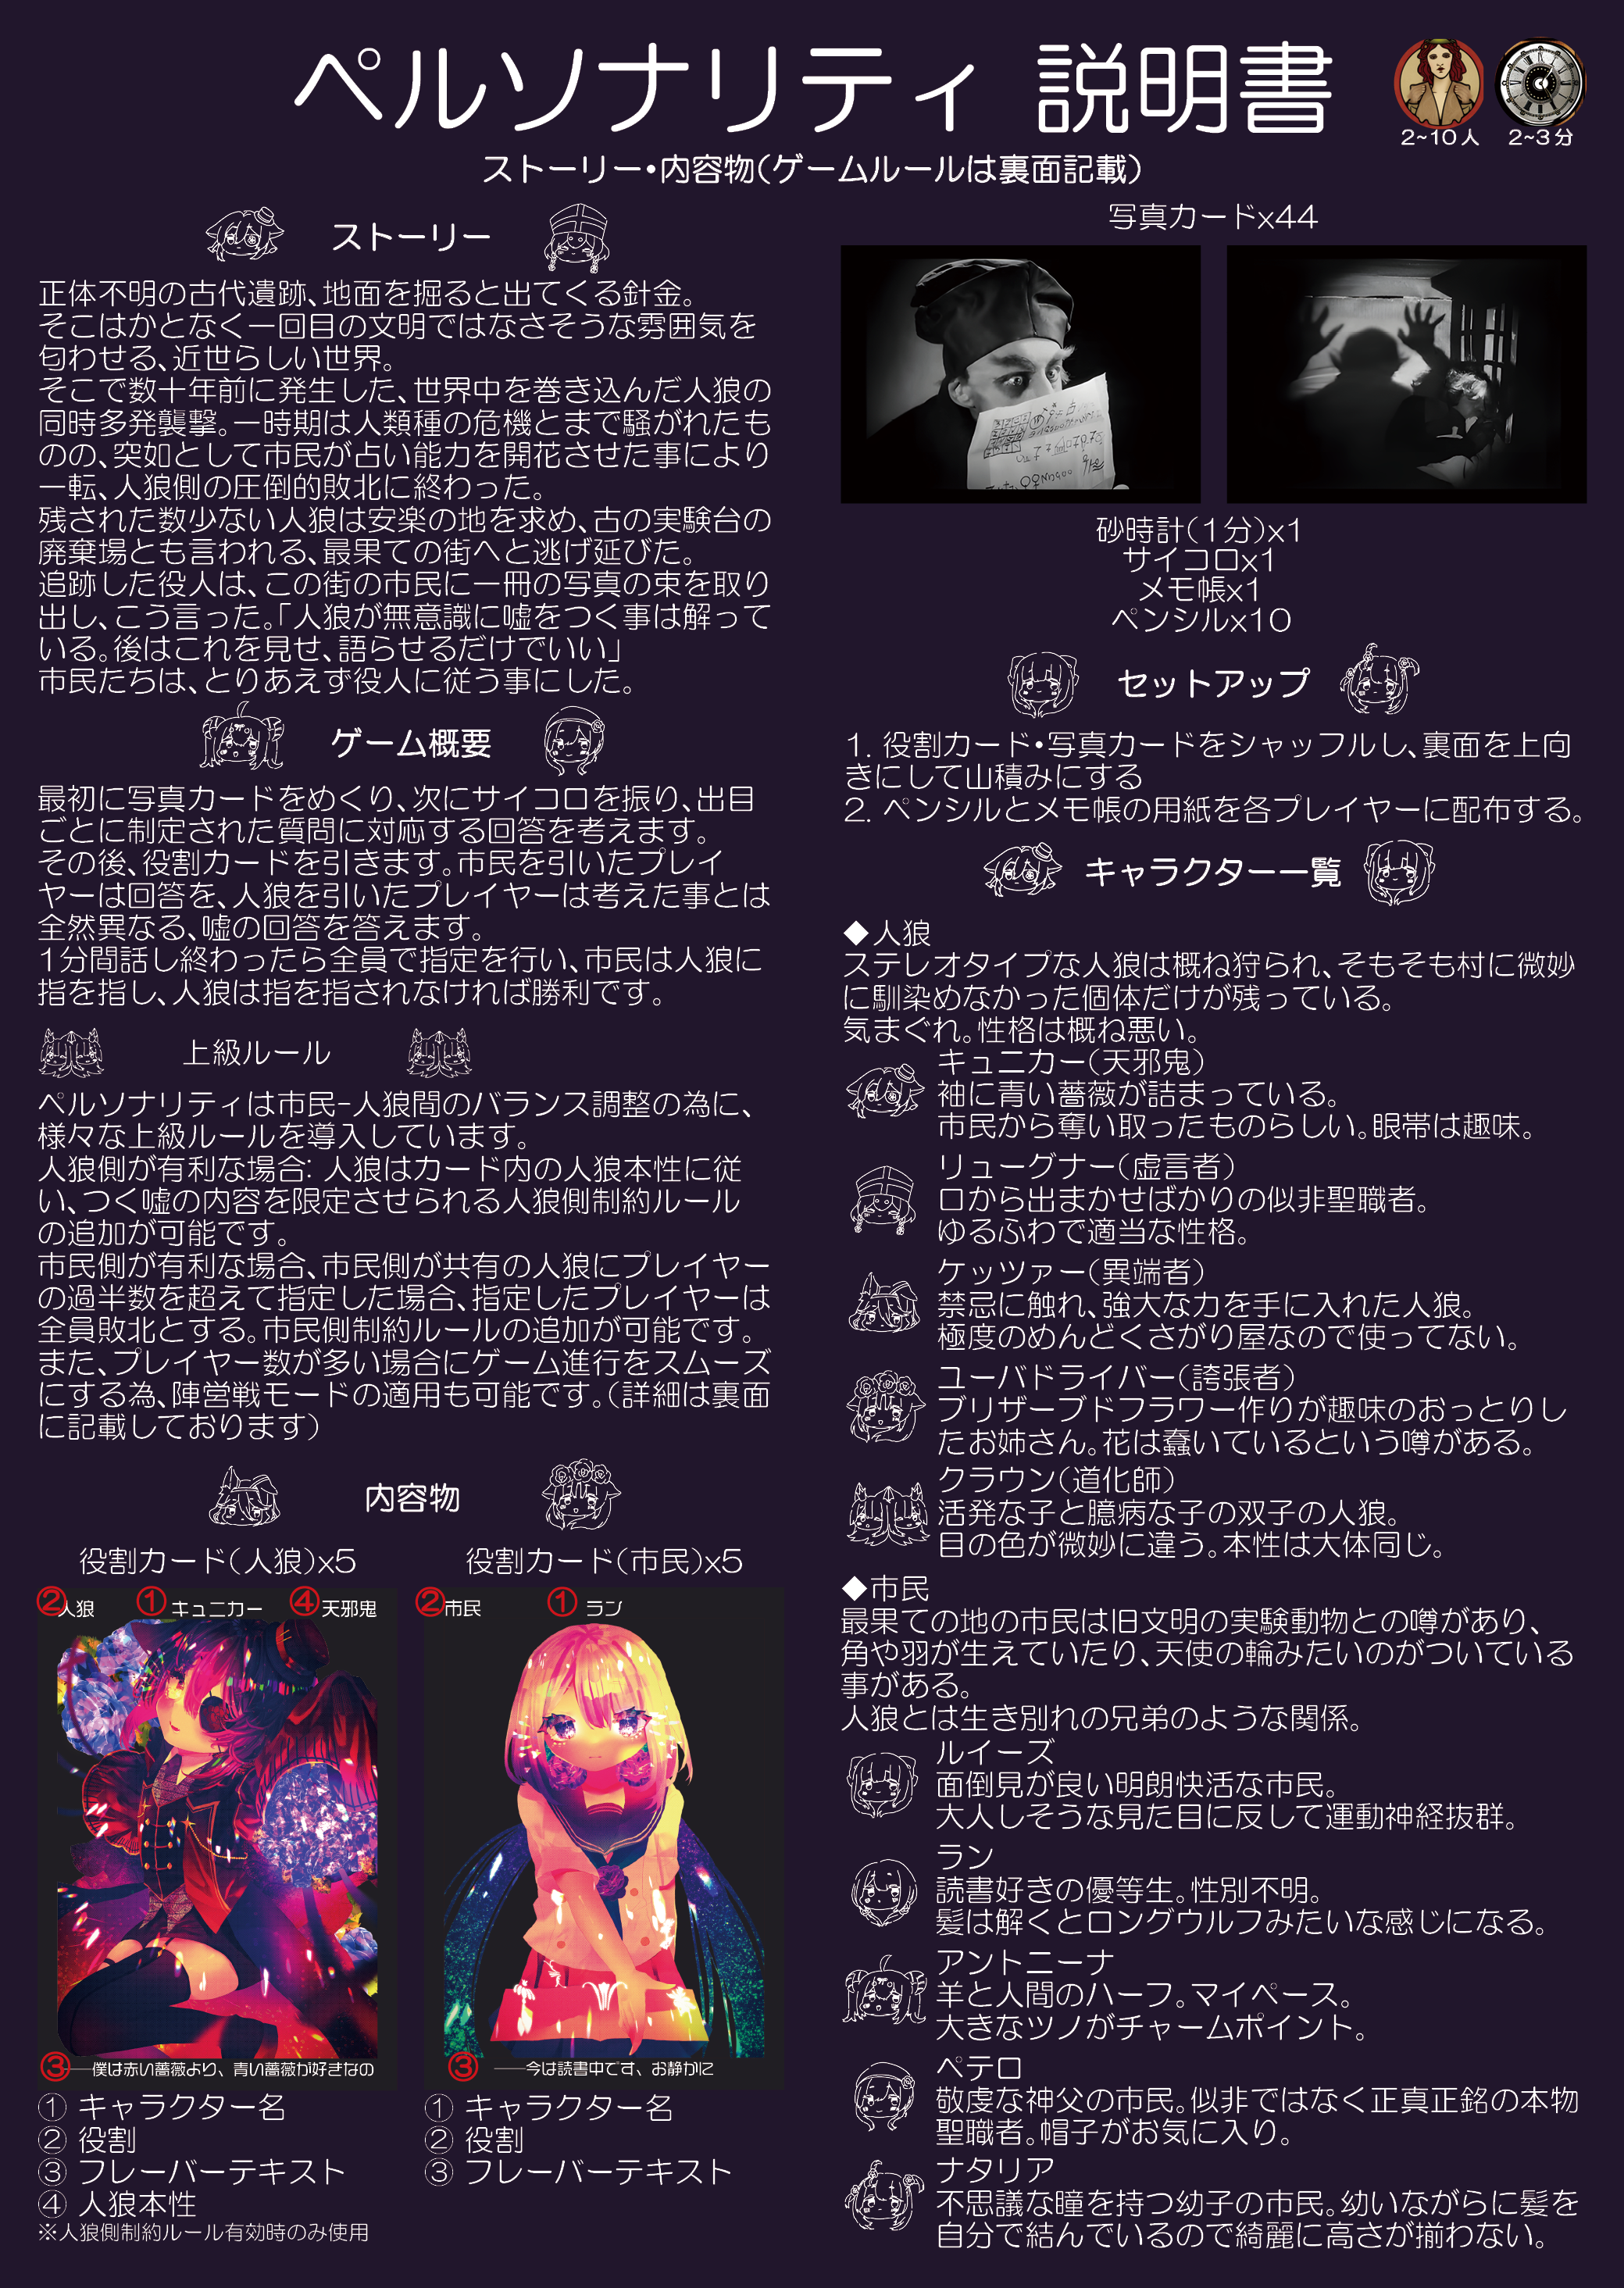 ペルソナリティ 説明書
2~10人
2~3分
ストーリー・内容物(ゲームルールは裏面記載)
ストーリー
正体不明の古代遺跡、地面を掘ると出てくる針金。
そこはかとなく一回目の文明ではなさそうな雰囲気を
匂わせる、近世らしい世界。
そこで数十年前に発生した、世界中を巻き込んだ人狼の
同時多発襲撃。一時期は人類種の危機とまで騒がれたも
のの、突如として市民が占い能力を開花させた事により
一転、人狼側の圧倒的敗北に終わった。
残された数少ない人狼は安楽の地を求め、古の実験台の
廃棄場とも言われる、最果ての街へと逃げ延びた。
追跡した役人は、この街の市民に一冊の写真の束を取り
出し、こう言った。「人狼が無意識に嘘をつく事は解って
いる。後はこれを見せ、語らせるだけでいい」
市民たちは、とりあえず役人に従う事にした。
ゲーム概要
最初に写真カードをめくり、次にサイコロを振り、出目
ごとに制定された質問に対応する回答を考えます。
その後、役割カードを引きます。市民を引いたプレイ
ヤーは回答を、人狼を引いたプレイヤーは考えた事とは
全然異なる、嘘の回答を答えます。
1分間話し終わったら全員で指定を行い、市民は人狼に
指を指し、人狼は指を指されなければ勝利です。
上級ルール
ペルソナリティは市民-人狼間のバランス調整の為に、
様々な上級ルールを導入しています。
人狼側が有利な場合: 人狼はカード内の人狼本性に従
い、つく嘘の内容を限定させられる人狼側制約ルール
の追加が可能です。
市民側が有利な場合、市民側が共有の人狼にプレイヤー
の過半数を超えて指定した場合、指定したプレイヤーは
全員敗北とする。市民側制約ルールの追加が可能です。
また、プレイヤー数が多い場合にゲーム進行をスムーズ
にする為、陣営戦モードの適用も可能です。(詳細は裏面
に記載しております)
内容物
役割カード(人狼)x5
②人狼 ①キュニカー ④天邪鬼
③──僕は赤い薔薇より、青い薔薇が好きなの
① キャラクター名
② 役割
③ フレーバーテキスト
④ 人狼本性
※人狼側制約ルール有効時のみ使用
役割カード(市民)x5
②市民 ① ラン
③ ──今は読書中です、お静かに
① キャラクター名
② 役割
③ フレーバーテキスト
写真カードx44
砂時計(1分)x1
サイコロx1
メモ帳x1
ペンシルx10
セットアップ
1. 役割カード・写真カードをシャッフルし、裏面を上向
きにして山積みにする
2. ペンシルとメモ帳の用紙を各プレイヤーに配布する。
キャラクター一覧
◆人狼
ステレオタイプな人狼は概ね狩られ、そもそも村に微妙
に馴染めなかった個体だけが残っている。
気まぐれ。性格は概ね悪い。
キュニカー(天邪鬼)
袖に青い薔薇が詰まっている。
市民から奪い取ったものらしい。眼帯は趣味。
リューグナー(虚言者)
口から出まかせばかりの似非聖職者。
ゆるふわで適当な性格。
ケッツァー(異端者)
禁忌に触れ、強大な力を手に入れた人狼。
極度のめんどくさがり屋なので使ってない。
ユーバドライバー(誇張者)
ブリザーブドフラワー作りが趣味のおっとりし
たお姉さん。花は蠢いているという噂がある。
クラウン(道化師)
活発な子と臆病な子の双子の人狼。
目の色が微妙に違う。本性は大体同じ。
◆市民
最果ての地の市民は旧文明の実験動物との噂があり、
角や羽が生えていたり、天使の輪みたいのがついている
事がある。
人狼とは生き別れの兄弟のような関係。
ルイーズ
面倒見が良い明朗快活な市民。
大人しそうな見た目に反して運動神経抜群。
ラン
読書好きの優等生。性別不明。
髪は解くとロングウルフみたいな感じになる。
アントニーナ
羊と人間のハーフ。マイペース。
大きなツノがチャームポイント。
ペテロ
敬虔な神父の市民。似非ではなく正真正銘の本物
聖職者。帽子がお気に入り。
ナタリア
不思議な瞳を持つ幼子の市民。幼いながらに髪を
自分で結んでいるので綺麗に高さが揃わない。